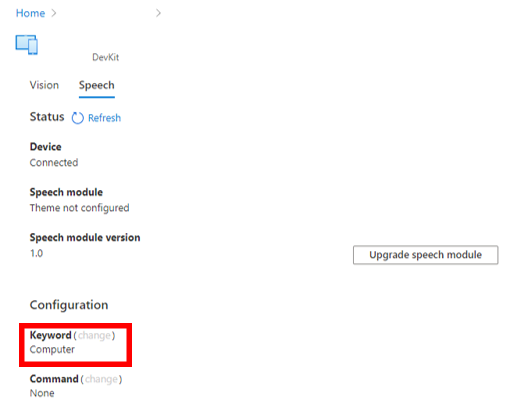 Home > >
DevKit
Vision Speech
Status Refresh
Device
Connected
Speech module
Theme not configured
Speech module version
1.0
Upgrade speech module
Configuration
Keyword (change)
Computer
Command (change)
None